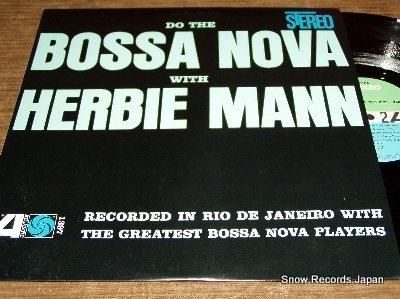 DO THE
STEREO
BOSSA NOVA
WITH
HERBIE MANN
RECORDED IN RIO DE JANEIRO WITH
THE GREATEST BOSSA NOVA PLAYERS
1397
Snow Records Japan